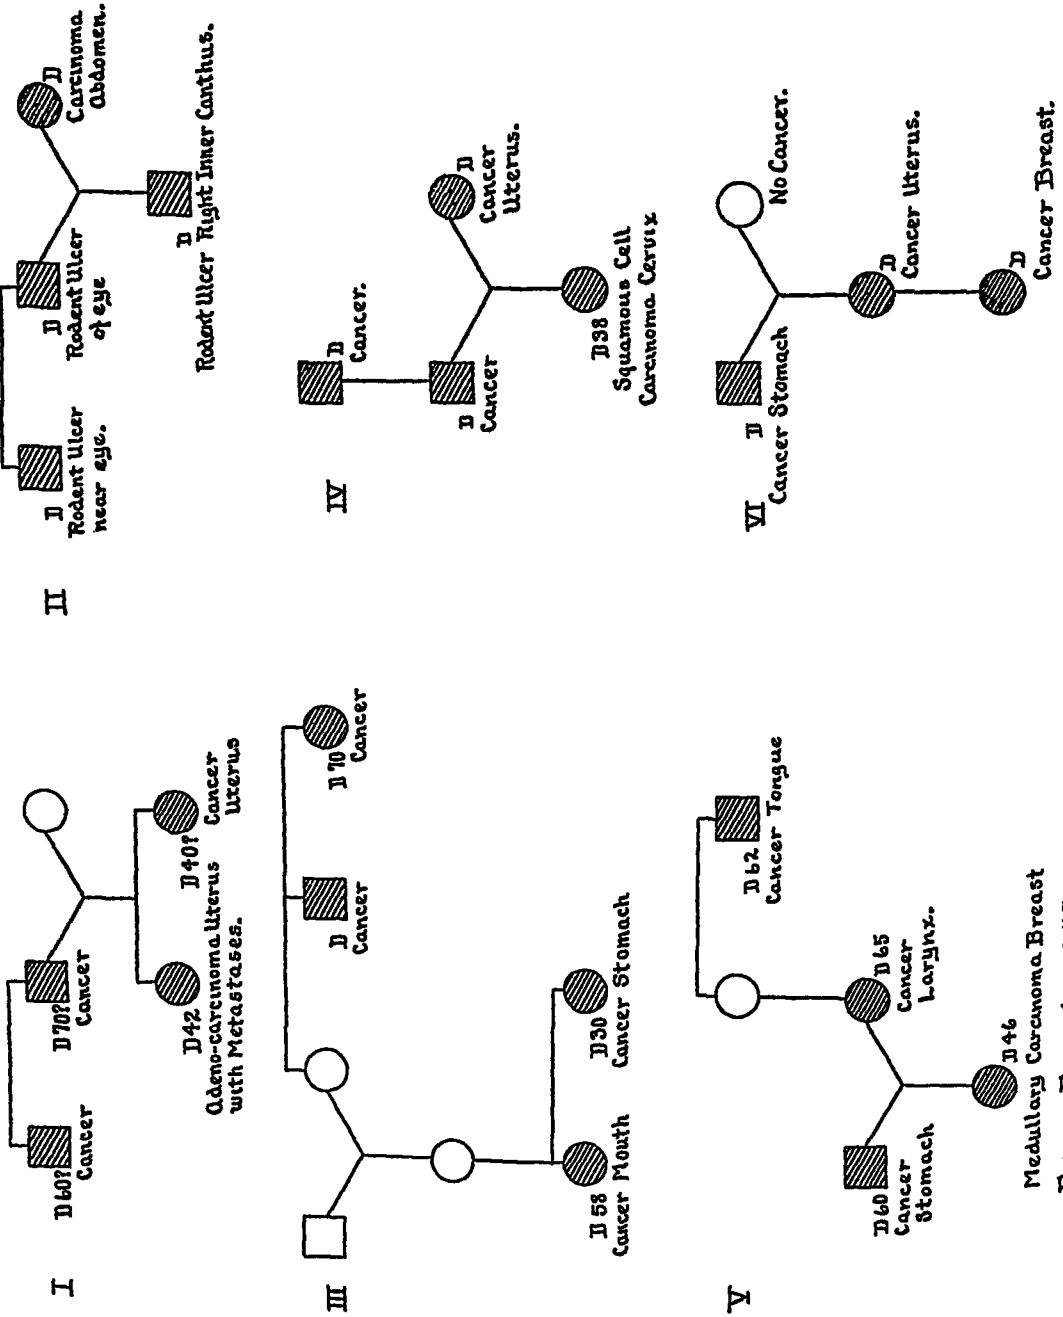 I
D60?
Cancer
D70?
Cancer
D42
Adeno-carcinoma Uterus
with Metastases.
D40?
Cancer
Uterus
II
D
Rodent Ulcer
near eye.
D
Rodent Ulcer
of eye
D
Carcinoma
Abdomen.
D
Rodent Ulcer Right Inner Canthus.
III
D
Cancer
D70
Cancer
D58
Cancer Mouth
D30
Cancer Stomach
IV
D
Cancer.
D
Cancer
D
Cancer
Uterus.
D38
Squamous Cell
Carcinoma Cervix
V
D62
Cancer Tongue
D60
Cancer
Stomach
D65
Cancer
Larynx.
D46
Medullary Carcinoma Breast
VI
D
Cancer Stomach
No Cancer.
D
Cancer Uterus.
D
Cancer Breast.